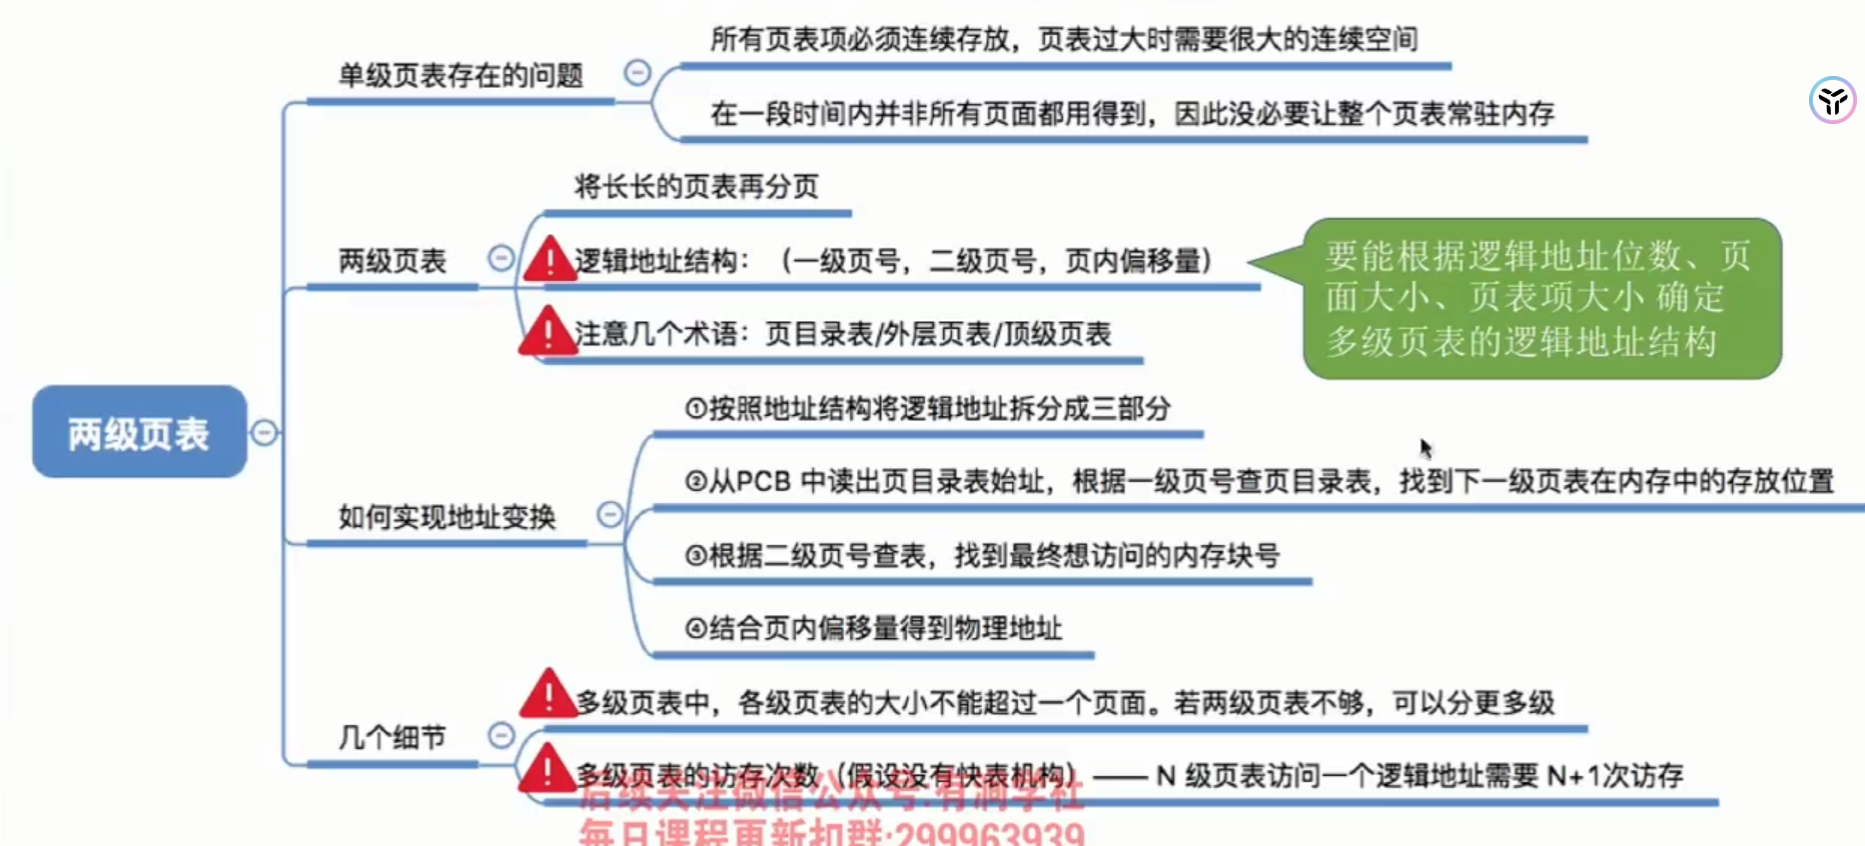 所有页表项必须连续存放，页表过大时需要很大的连续空间
单级页表存在的问题
在一段时间内并非所有页面都用得到，因此没必要让整个页表常驻内存
将长长的页表再分页
两级页表
逻辑地址结构：（一级页号，二级页号，页内偏移量）
要能根据逻辑地址位数、页
面大小、页表项大小 确定
多级页表的逻辑地址结构
注意几个术语：页目录表/外层页表/顶级页表
两级页表
①按照地址结构将逻辑地址拆分成三部分
②从PCB 中读出页目录表始址，根据一级页号查页目录表，找到下一级页表在内存中的存放位置
如何实现地址变换
③根据二级页号查表，找到最终想访问的内存块号
④结合页内偏移量得到物理地址
多级页表中，各级页表的大小不能超过一个页面。若两级页表不够，可以分更多级
几个细节
多级页表的访存次数（假设没有快表机构）—— N 级页表访问一个逻辑地址需要 N+1次访存
后续关注微信公众号:有洞学社
每日课程更新扣群:299963939